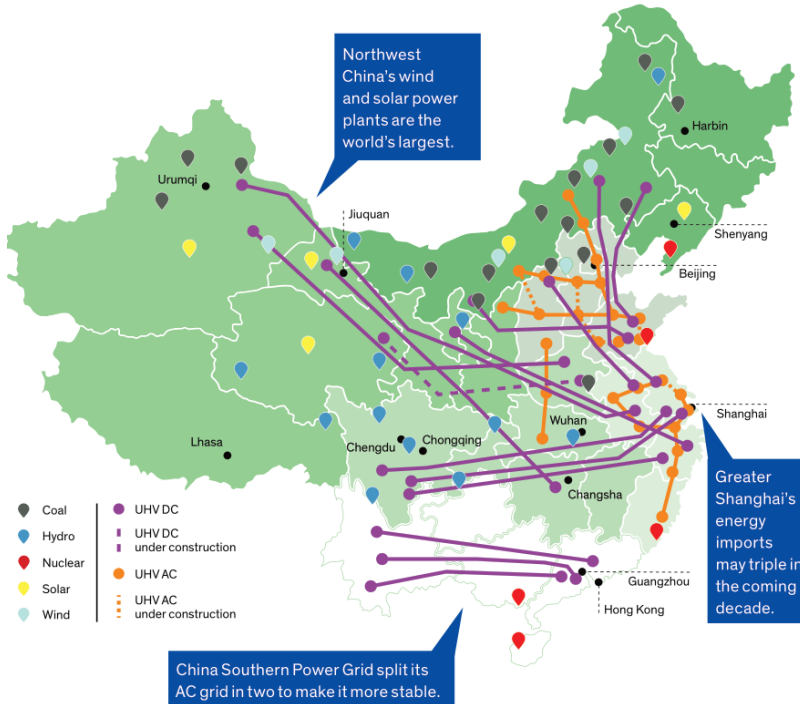 Northwest
China's wind
and solar power
plants are the
world's largest.
Harbin
Urumqi
Jiuquan
Shenyang
Beijing
Shanghai
Wuhan
Lhasa
Chengdu
Chongqing
Changsha
Greater
Shanghai's
energy
imports
may triple in
the coming
decade.
Coal
Hydro
Nuclear
Solar
Wind
UHV DC
UHV DC
under construction
UHV AC
UHV AC
under construction
Guangzhou
Hong Kong
China Southern Power Grid split its
AC grid in two to make it more stable.